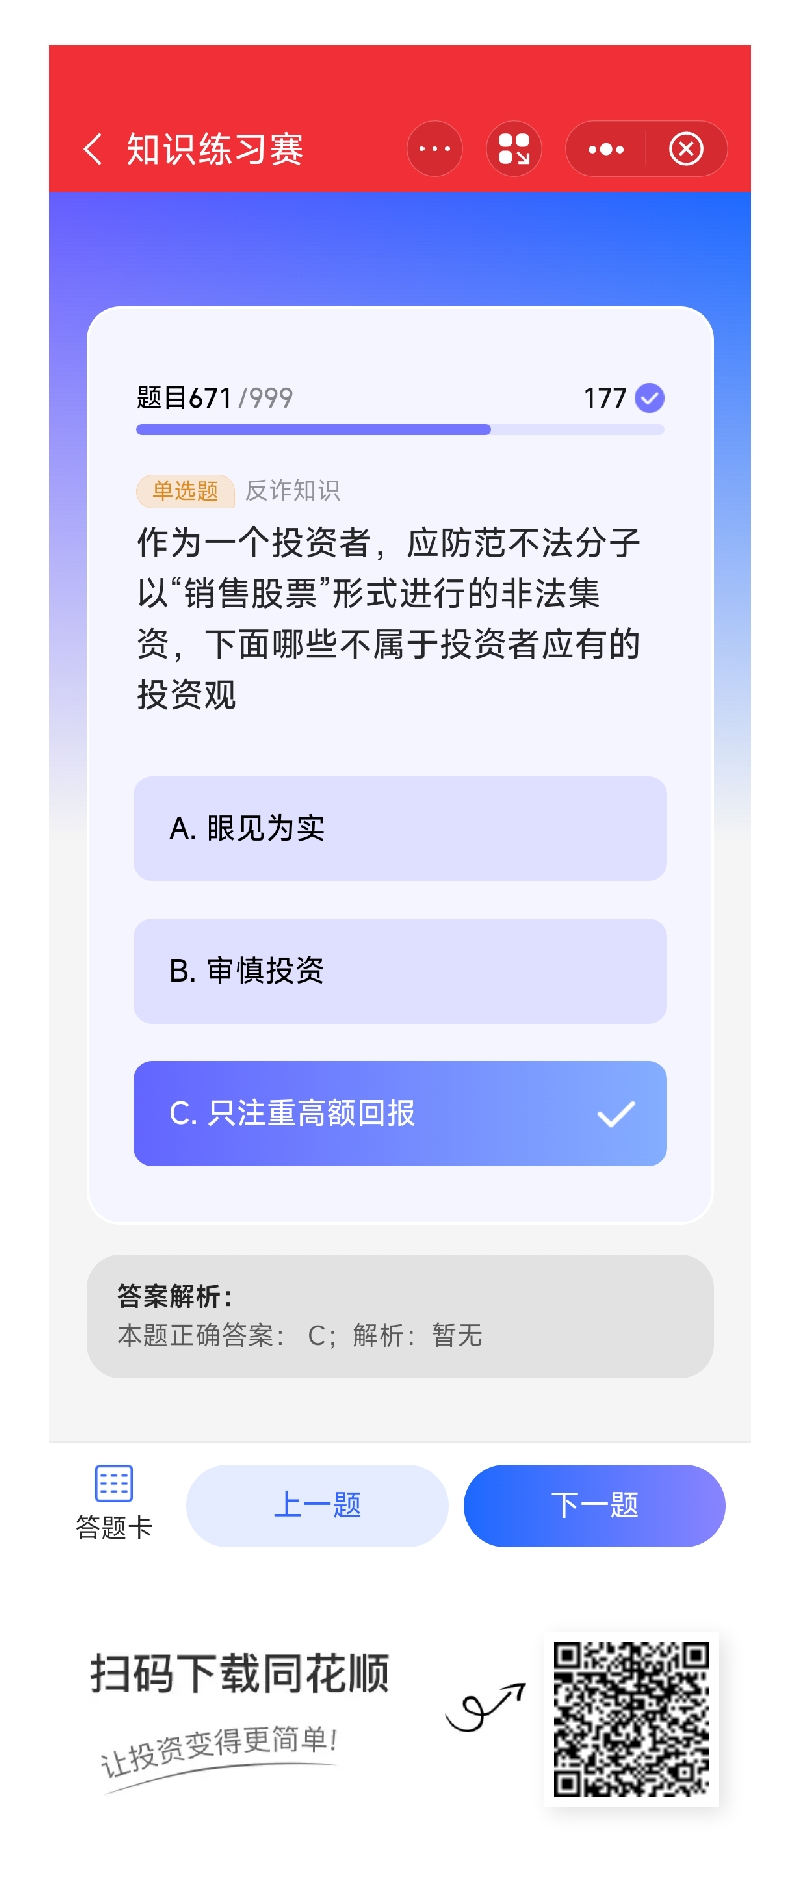 知识练习赛
题目671/999
177
单选题 反诈知识
作为一个投资者，应防范不法分子
以“销售股票”形式进行的非法集
资，下面哪些不属于投资者应有的
投资观
A. 眼见为实
B. 审慎投资
C. 只注重高额回报
答案解析：
本题正确答案： C；解析：暂无
答题卡
上一题
下一题
扫码下载同花顺
让投资变得更简单!